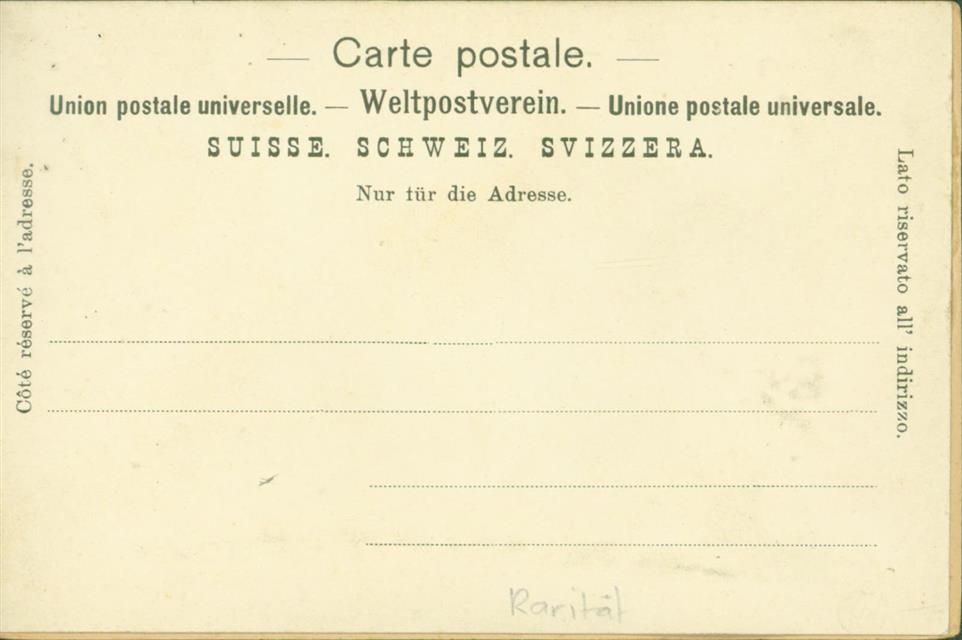 — Carte postale. —
Union postale universelle. — Weltpostverein. — Unione postale universale.
SUISSE. SCHWEIZ. SVIZZERA.
Nur tür die Adresse.
Côté réservé à l'adresse.
Lato riservato all' indirizzo.
Rarität